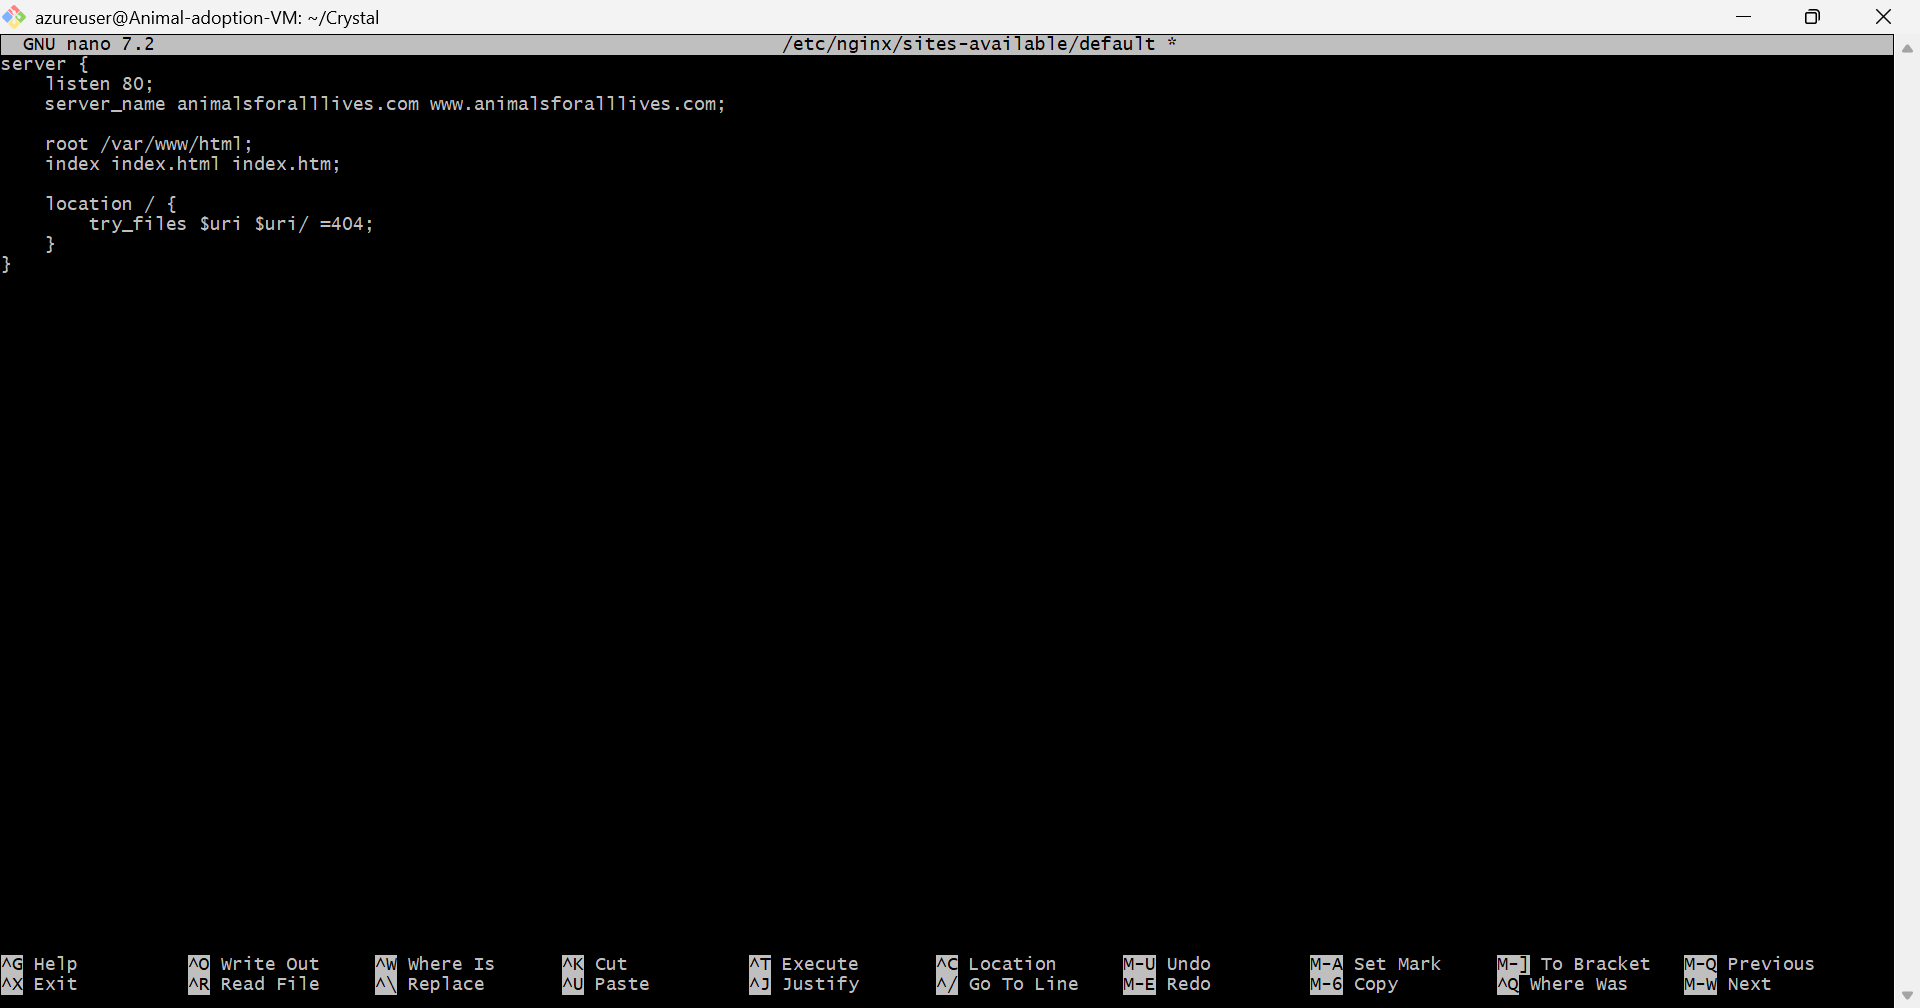 azureuser@Animal-adoption-VM: ~/Crystal
GNU nano 7.2 /etc/nginx/sites-available/default *
server {
    listen 80;
    server_name animalsforalllives.com www.animalsforalllives.com;
    root /var/www/html;
    index index.html index.htm;
    location / {
        try_files $uri $uri/ =404;
    }
}
^G Help ^O Write Out ^W Where Is ^K Cut ^T Execute ^C Location M-U Undo M-A Set Mark M-] To Bracket M-Q Previous
^X Exit ^R Read File ^\ Replace ^U Paste ^J Justify ^/ Go To Line M-E Redo M-6 Copy ^Q Where Was M-W Next